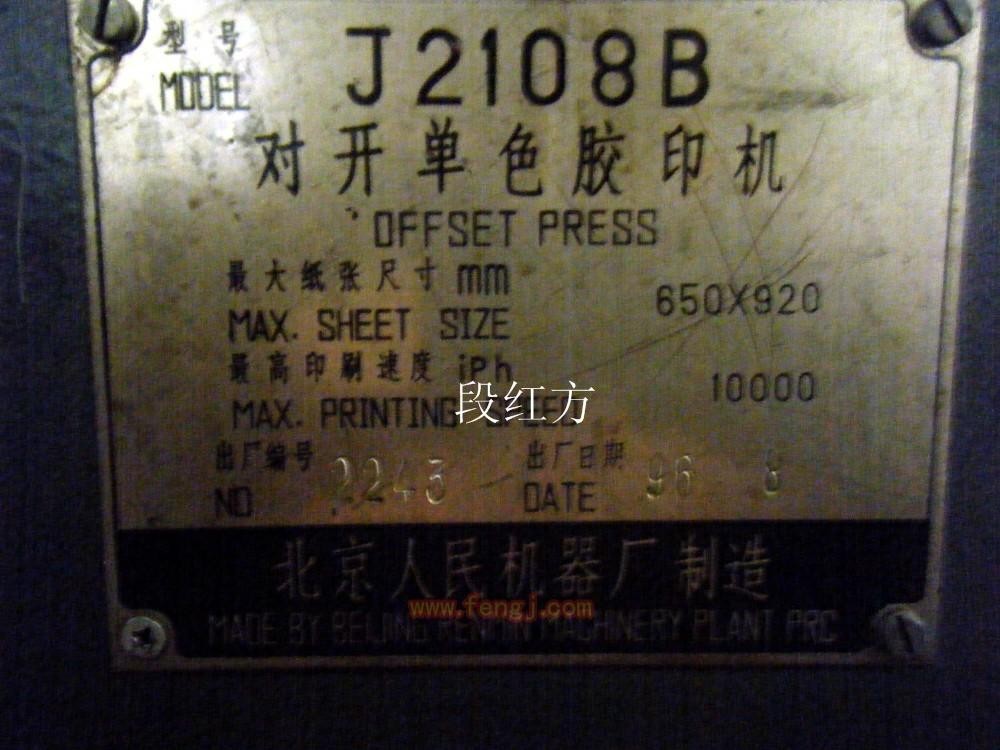 型号 J2108B
MODEL
对开单色胶印机
OFFSET PRESS
最大纸张尺寸 mm 650X920
MAX. SHEET SIZE
最高印刷速度 iPh 10000
MAX. PRINTING SPEED
段红方
出厂编号 2243 出厂日期 96 8
NO DATE
北京人民机器厂制造
www.fengj.com
MADE BY BEIJING RENMIN MACHINERY PLANT PRC